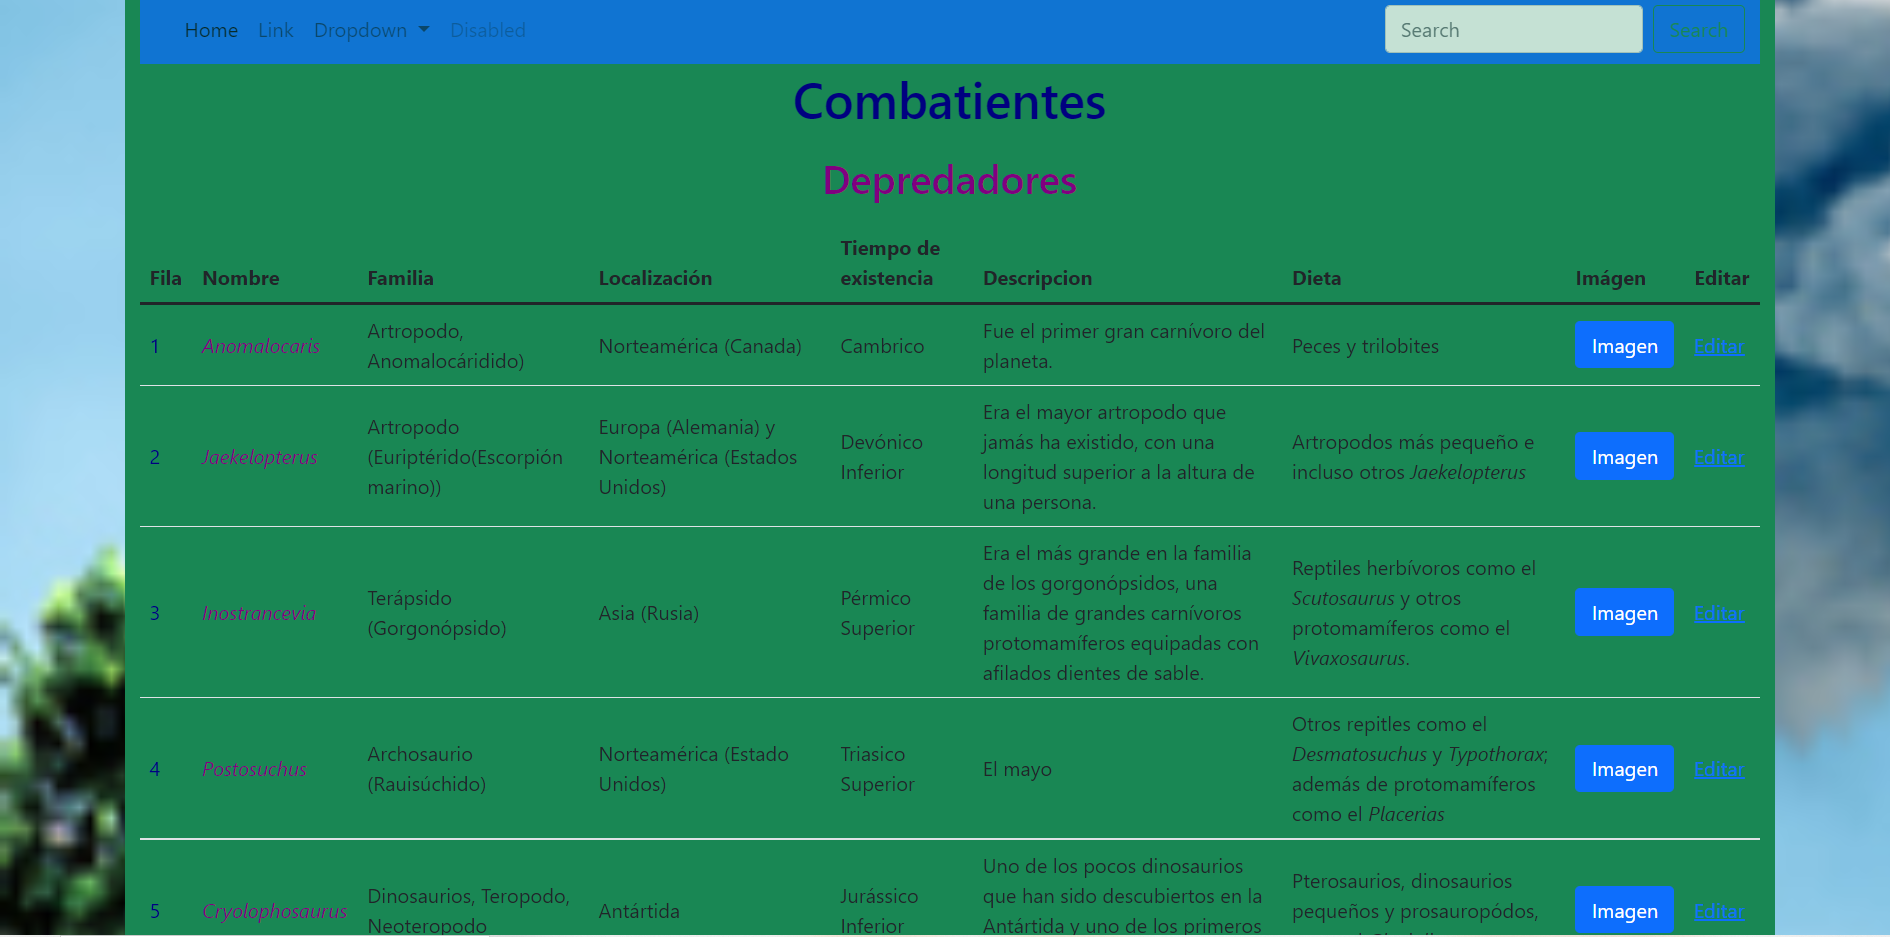 Home Link Dropdown Disabled Search Search
Combatientes
Depredadores
Fila Nombre Familia Localización Tiempo de existencia Descripcion Dieta Imágen Editar
1 Anomalocaris Artropodo, Anomalocáridido) Norteamérica (Canada) Cambrico Fue el primer gran carnívoro del planeta. Peces y trilobites Imagen Editar
2 Jaekelopterus Artropodo (Euriptérido(Escorpión marino)) Europa (Alemania) y Norteamérica (Estados Unidos) Devónico Inferior Era el mayor artropodo que jamás ha existido, con una longitud superior a la altura de una persona. Artropodos más pequeño e incluso otros Jaekelopterus Imagen Editar
3 Inostrancevia Terápsido (Gorgonópsido) Asia (Rusia) Pérmico Superior Era el más grande en la familia de los gorgonópsidos, una familia de grandes carnívoros protomamíferos equipadas con afilados dientes de sable. Reptiles herbívoros como el Scutosaurus y otros protomamíferos como el Vivaxosaurus. Imagen Editar
4 Postosuchus Archosaurio (Rauisúchido) Norteamérica (Estado Unidos) Triasico Superior El mayo Otros repitles como el Desmatosuchus y Typothorax; además de protomamíferos como el Placerias Imagen Editar
5 Cryolophosaurus Dinosaurios, Teropodo, Neoteropodo Antártida Jurássico Inferior Uno de los pocos dinosaurios que han sido descubiertos en la Antártida y uno de los primeros Pterosaurios, dinosaurios pequeños y prosauropódos, Imagen Editar